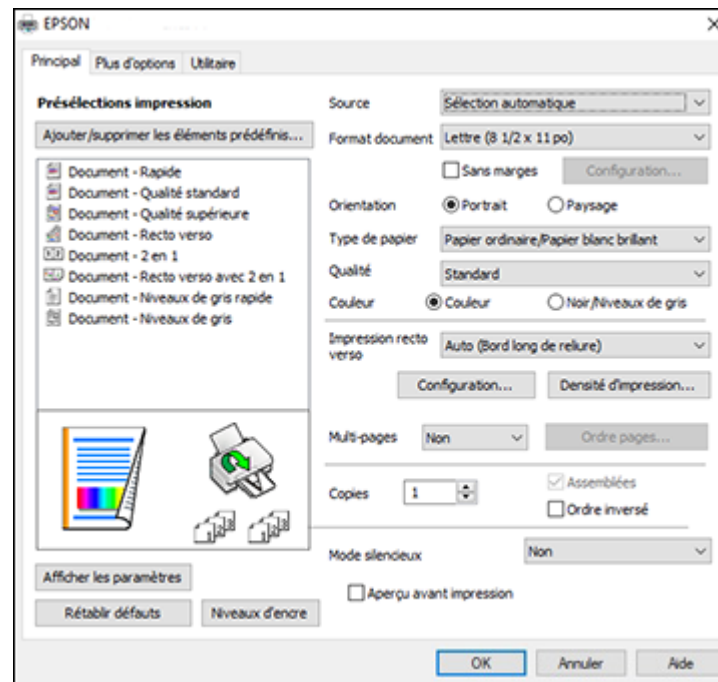 EPSON
Principal Plus d'options Utilitaire
Présélections impression
Ajouter/supprimer les éléments prédéfinis...
Document - Rapide
Document - Qualité standard
Document - Qualité supérieure
Document - Recto verso
Document - 2 en 1
Document - Recto verso avec 2 en 1
Document - Niveaux de gris rapide
Document - Niveaux de gris
Afficher les paramètres
Rétablir défauts Niveaux d'encre
Source Sélection automatique
Format document Lettre (8 1/2 x 11 po)
Sans marges Configuration...
Orientation Portrait Paysage
Type de papier Papier ordinaire/Papier blanc brillant
Qualité Standard
Couleur Couleur Noir/Niveaux de gris
Impression recto
verso Auto (Bord long de reliure)
Configuration... Densité d'impression...
Multi-pages Non Ordre pages...
Copies 1 Assemblées
Ordre inversé
Mode silencieux Non
Aperçu avant impression
OK Annuler Aide